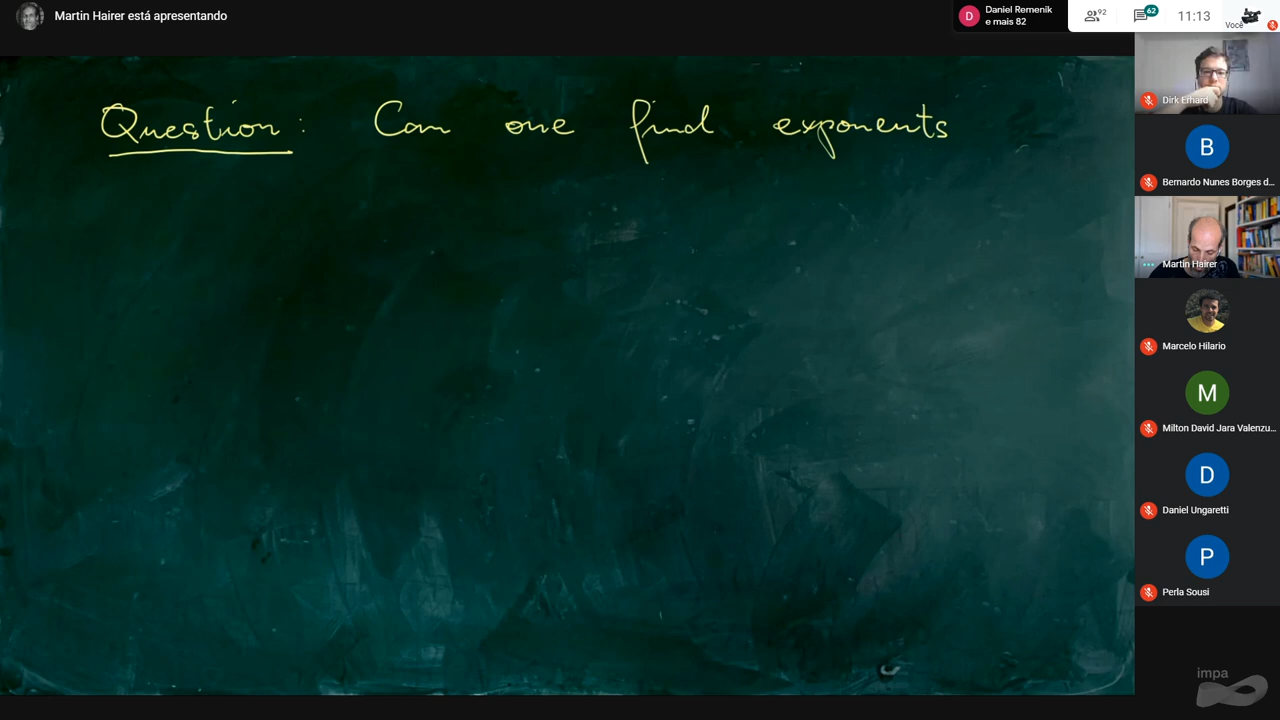 Martin Hairer está apresentando
D
Daniel Remenik
e mais 82
92
62
11:13
Você
Question: Can one find exponents
Dirk Erhard
B
Bernardo Nunes Borges d...
Martin Hairer
Marcelo Hilario
M
Milton David Jara Valenzu...
D
Daniel Ungaretti
P
Perla Sousi
impa